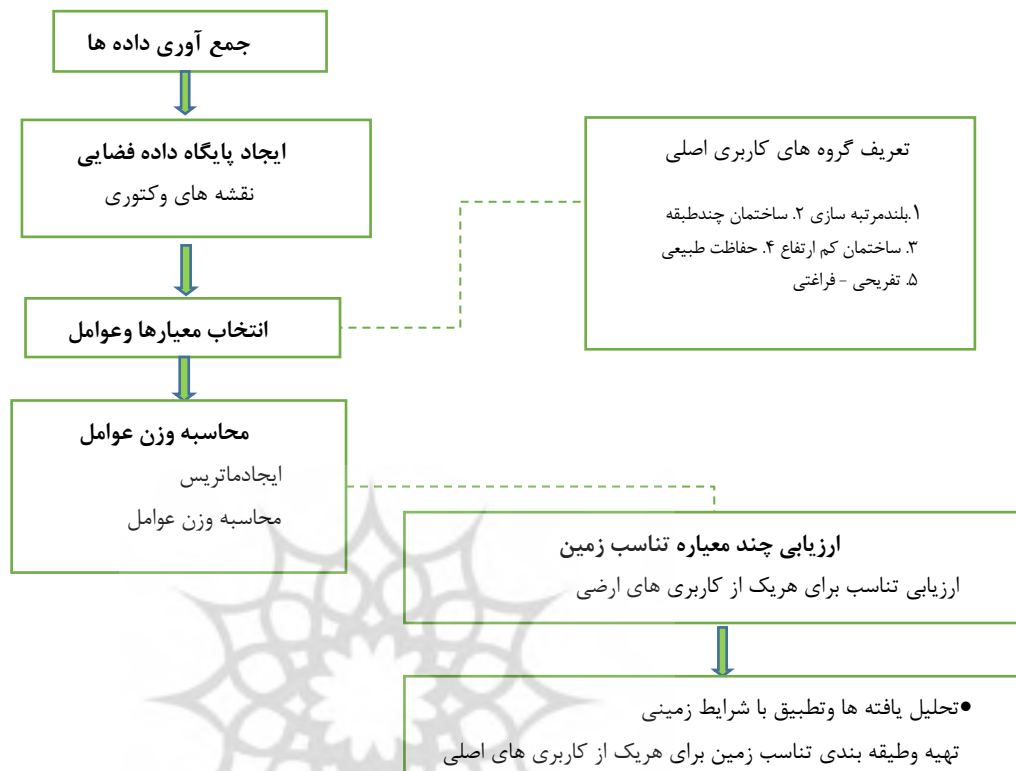 جمع آوری داده ها
ایجاد پایگاه داده فضایی
نقشه های وکتوری
تعریف گروه های کاربری اصلی
۱.بلندمرتبه سازی ۲. ساختمان چندطبقه
۳. ساختمان کم ارتفاع ۴. حفاظت طبیعی
۵. تفریحی - فراغتی
انتخاب معیارها وعوامل
محاسبه وزن عوامل
ایجادماتریس
محاسبه وزن عوامل
ارزیابی چند معیاره تناسب زمین
ارزیابی تناسب برای هریک از کاربری های ارضی
•تحلیل یافته ها وتطبیق با شرایط زمینی
تهیه وطیقه بندی تناسب زمین برای هریک از کاربری های اصلی